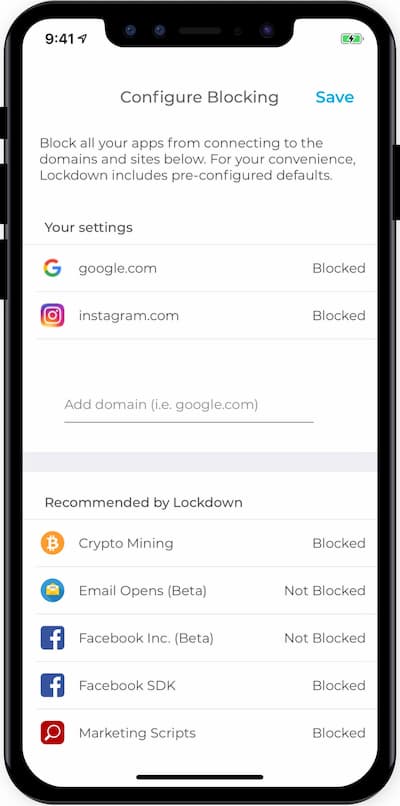 9:41
Configure Blocking Save
Block all your apps from connecting to the
domains and sites below. For your convenience,
Lockdown includes pre-configured defaults.
Your settings
google.com Blocked
instagram.com Blocked
Add domain (i.e. google.com)
Recommended by Lockdown
Crypto Mining Blocked
Email Opens (Beta) Not Blocked
Facebook Inc. (Beta) Not Blocked
Facebook SDK Blocked
Marketing Scripts Blocked